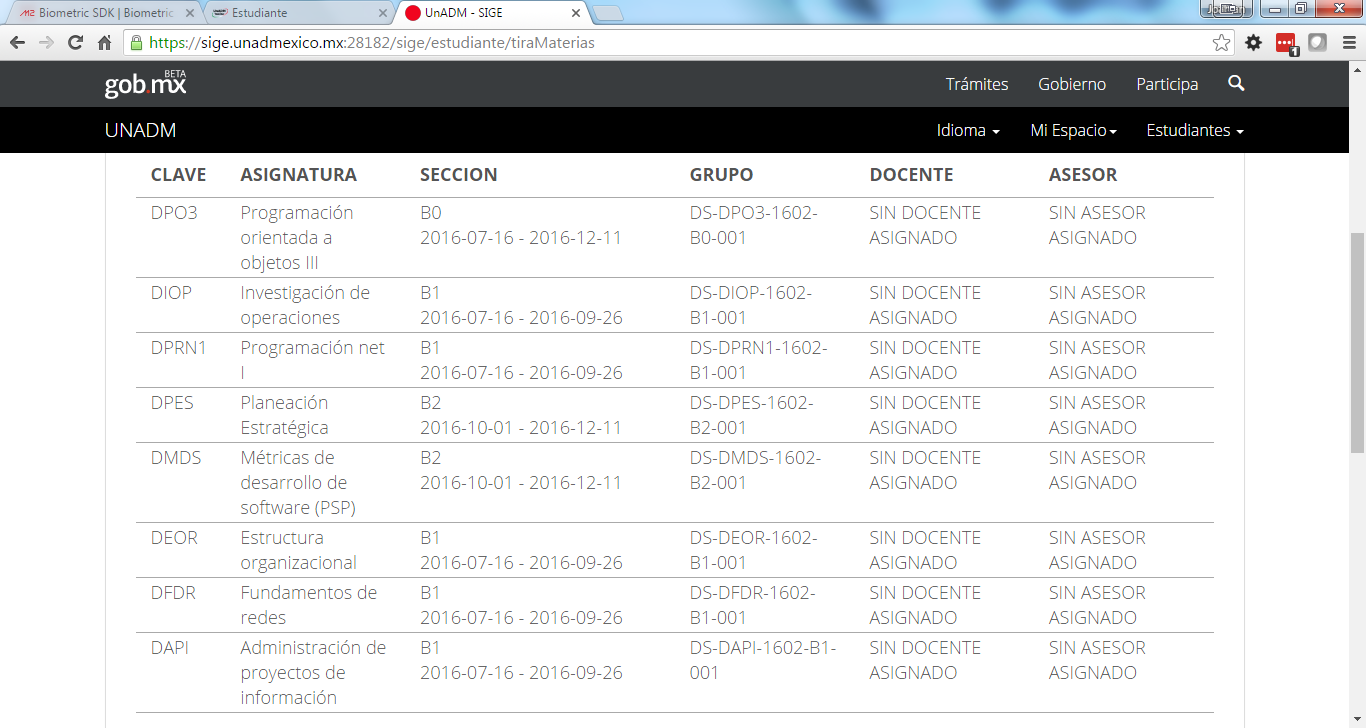 Biometric SDK | Biometric
Estudiante
UnADM - SIGE
https://sige.unadmexico.mx:28182/sige/estudiante/tiraMaterias
1
gob.mx BETA
Trámites Gobierno Participa
UNADM
Idioma Mi Espacio Estudiantes
CLAVE ASIGNATURA SECCION GRUPO DOCENTE ASESOR
DPO3 Programación B0 DS-DPO3-1602- SIN DOCENTE SIN ASESOR
orientada a 2016-07-16 - 2016-12-11 B0-001 ASIGNADO ASIGNADO
objetos III
DIOP Investigación de B1 DS-DIOP-1602- SIN DOCENTE SIN ASESOR
operaciones 2016-07-16 - 2016-09-26 B1-001 ASIGNADO ASIGNADO
DPRN1 Programación net B1 DS-DPRN1-1602- SIN DOCENTE SIN ASESOR
I 2016-07-16 - 2016-09-26 B1-001 ASIGNADO ASIGNADO
DPES Planeación B2 DS-DPES-1602- SIN DOCENTE SIN ASESOR
Estratégica 2016-10-01 - 2016-12-11 B2-001 ASIGNADO ASIGNADO
DMDS Métricas de B2 DS-DMDS-1602- SIN DOCENTE SIN ASESOR
desarrollo de 2016-10-01 - 2016-12-11 B2-001 ASIGNADO ASIGNADO
software (PSP)
DEOR Estructura B1 DS-DEOR-1602- SIN DOCENTE SIN ASESOR
organizacional 2016-07-16 - 2016-09-26 B1-001 ASIGNADO ASIGNADO
DFDR Fundamentos de B1 DS-DFDR-1602- SIN DOCENTE SIN ASESOR
redes 2016-07-16 - 2016-09-26 B1-001 ASIGNADO ASIGNADO
DAPI Administración de B1 DS-DAPI-1602-B1- SIN DOCENTE SIN ASESOR
proyectos de 2016-07-16 - 2016-09-26 001 ASIGNADO ASIGNADO
información